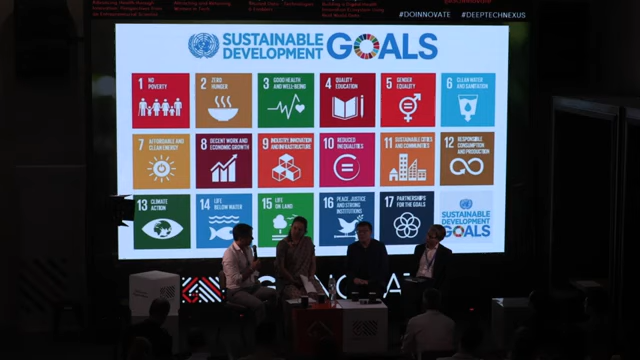 #DOINNOVATE #DEEPTECHNEXUS
SUSTAINABLE
DEVELOPMENT
GOALS
1 NO
POVERTY
2 ZERO
HUNGER
3 GOOD HEALTH
AND WELL-BEING
4 QUALITY
EDUCATION
5 GENDER
EQUALITY
6 CLEAN WATER
AND SANITATION
7 AFFORDABLE AND
CLEAN ENERGY
8 DECENT WORK AND
ECONOMIC GROWTH
9 INDUSTRY, INNOVATION
AND INFRASTRUCTURE
10 REDUCED
INEQUALITIES
11 SUSTAINABLE CITIES
AND COMMUNITIES
12 RESPONSIBLE
CONSUMPTION
AND PRODUCTION
13 CLIMATE
ACTION
14 LIFE
BELOW WATER
15 LIFE
ON LAND
16 PEACE, JUSTICE
AND STRONG
INSTITUTIONS
17 PARTNERSHIPS
FOR THE GOALS
SUSTAINABLE
DEVELOPMENT
GOALS